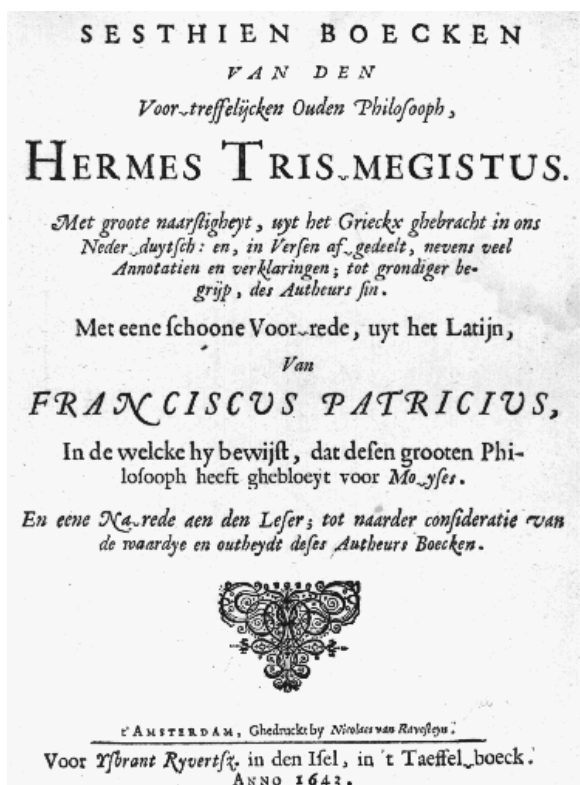 SESTHIEN BOECKEN
VAN DEN
Voor-treffelijcken Ouden Philoſooph,
HERMES TRIS-MEGISTUS.
Met groote naarſtigheyt, uyt het Grieckx ghebracht in ons
Neder-duytſch: en, in Verſen af-gedeelt, nevens veel
Annotatien en verklaringen; tot grondiger be-
grijp, des Autheurs ſin.
Met eene ſchoone Voor-rede, uyt het Latijn,
Van
FRANCISCUS PATRICIUS,
In de welcke hy bewijſt, dat deſen grooten Phi-
loſooph heeft ghebloeyt voor Mo-yſes.
En eene Na-rede aen den Leſer; tot naarder conſideratie van
de waardye en outheydt deſes Autheurs Boecken.
t'AMSTERDAM, Ghedruckt by Nicolaes van Raveſteyn.
Voor Yſbrant Ryvertſz. in den Iſel, in 't Taeffel-boeck.
ANNO 1643.